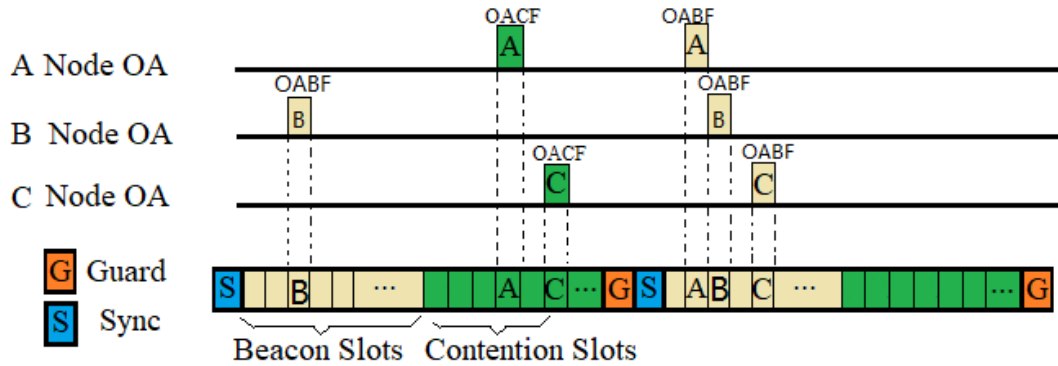 OACF OABF
A Node OA A A
OABF OABF
B Node OA B B
OACF OABF
C Node OA C C
G Guard
S B ... A C ... G S A B C ... ... G
S Sync
Beacon Slots Contention Slots